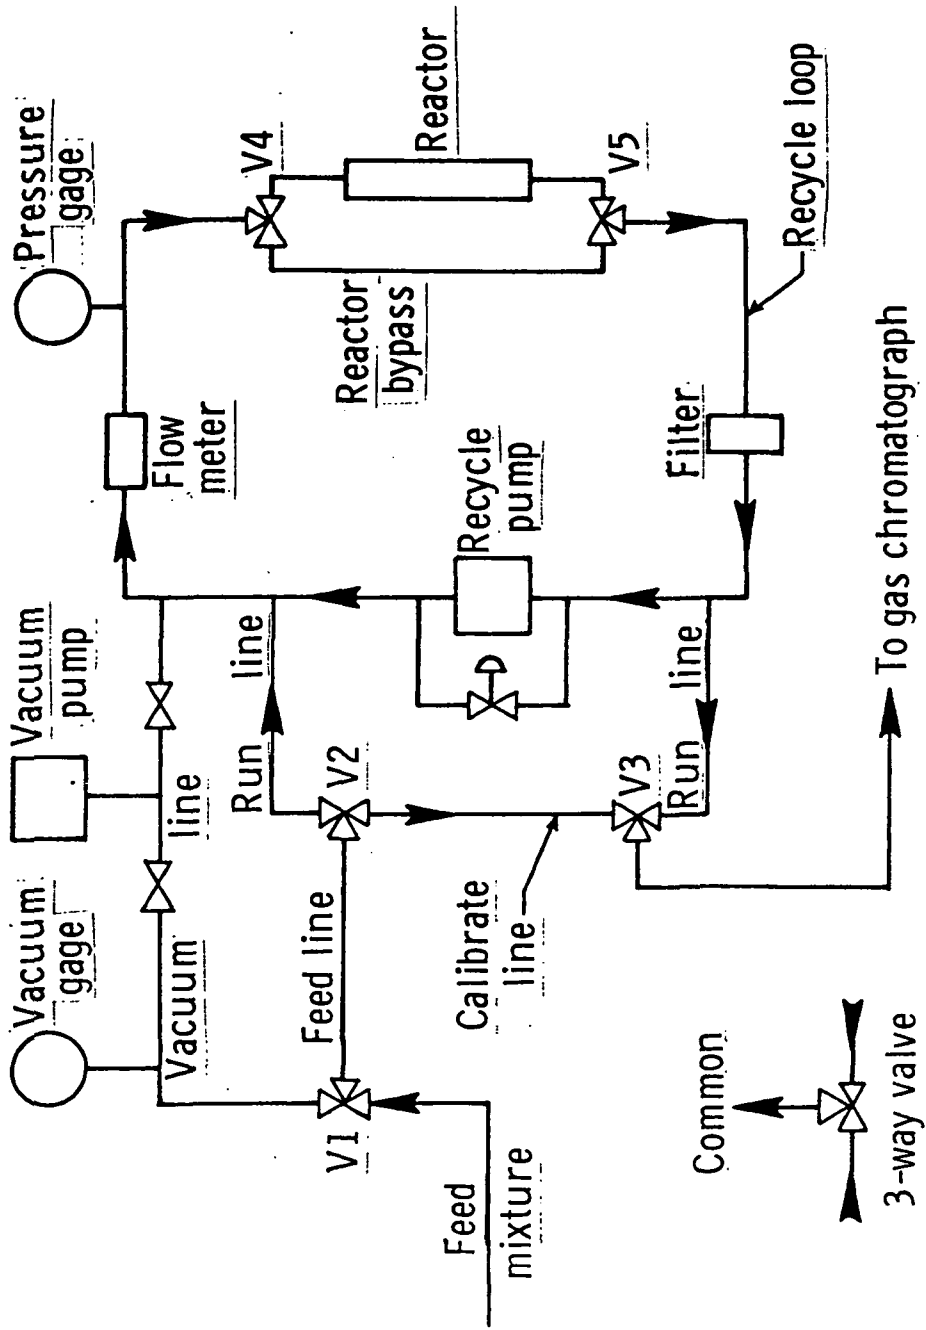 Vacuum
gage
Vacuum
pump
Pressure
gage
Vacuum
line
Flow
meter
V4
Reactor
Reactor
bypass
V5
V1
Feed line
Run
line
V2
Recycle
pump
Feed
mixture
Calibrate
line
V3
Run
line
Filter
Recycle loop
Common
3-way valve
To gas chromatograph